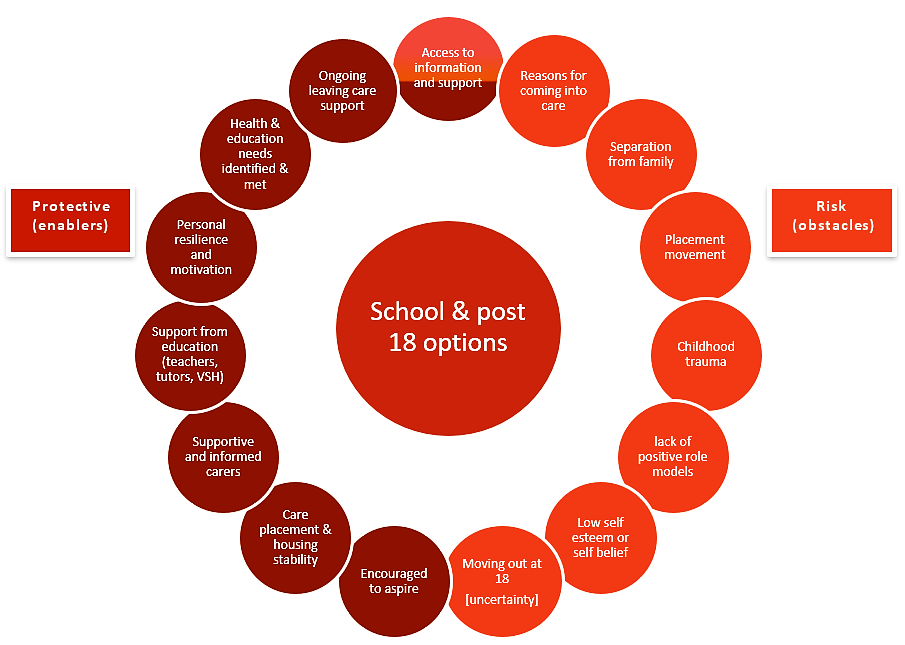 Access to
information
and support
Reasons for
coming into
care
Separation
from family
Placement
movement
Childhood
trauma
lack of
positive role
models
Low self
esteem or
self belief
Moving out at
18
[uncertainty]
Encouraged
to aspire
Care
placement &
housing
stability
Supportive
and informed
carers
Support from
education
(teachers,
tutors, VSH)
Personal
resilience
and
motivation
Health &
education
needs
identified &
met
Ongoing
leaving care
support
Protective
(enablers)
Risk
(obstacles)
School & post
18 options